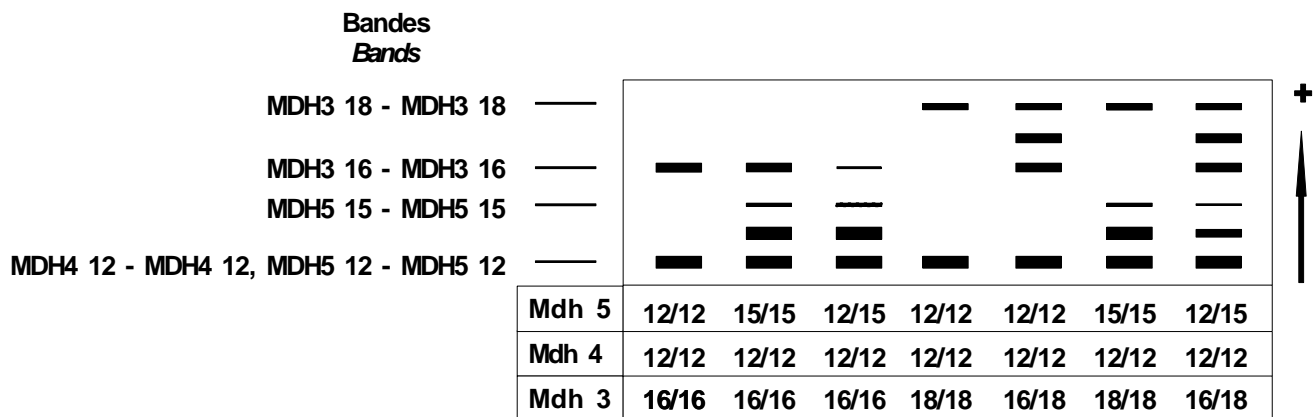 Bandes
Bands
MDH3 18 - MDH3 18
+
MDH3 16 - MDH3 16
MDH5 15 - MDH5 15
MDH4 12 - MDH4 12, MDH5 12 - MDH5 12
Mdh 5 12/12 15/15 12/15 12/12 12/12 15/15 12/15
Mdh 4 12/12 12/12 12/12 12/12 12/12 12/12 12/12
Mdh 3 16/16 16/16 16/16 18/18 16/18 18/18 16/18